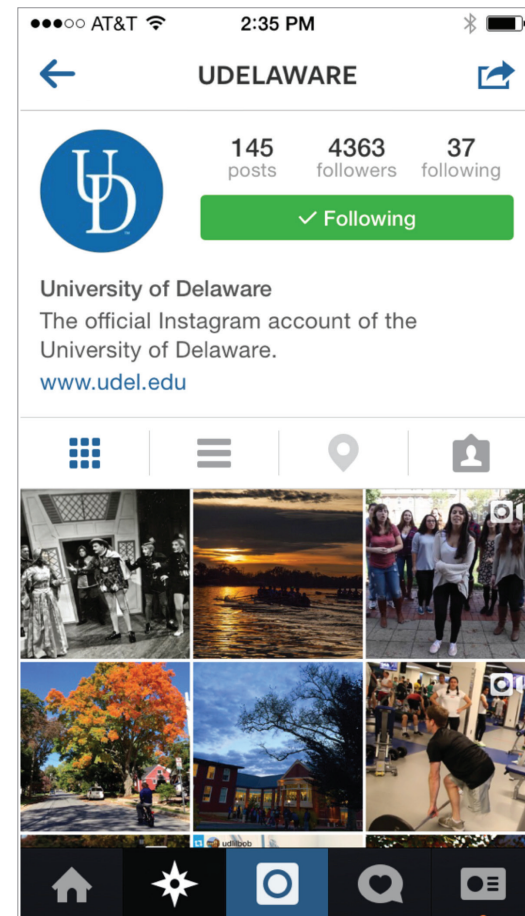 AT&T 2:35 PM
UDELAWARE
145 4363 37
posts followers following
Following
UD
University of Delaware
The official Instagram account of the
University of Delaware.
www.udel.edu
udlibob